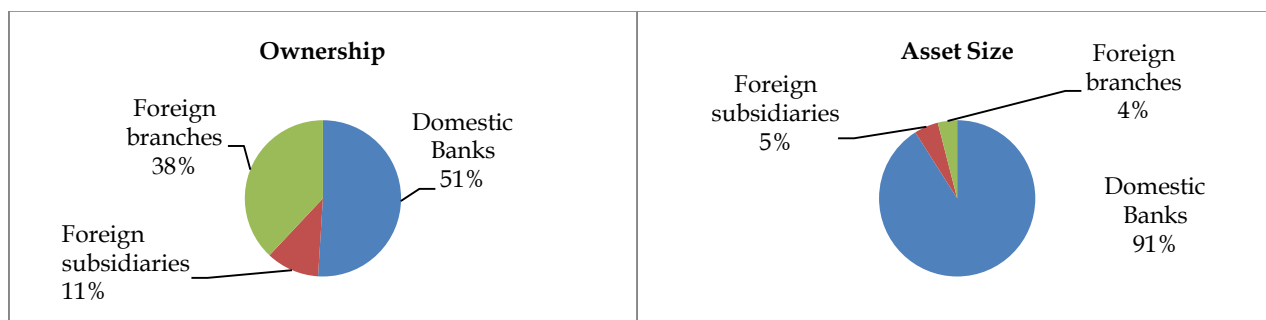 Ownership
Foreign
branches
38%
Domestic
Banks
51%
Foreign
subsidiaries
11%
Asset Size
Foreign
subsidiaries
5%
Foreign
branches
4%
Domestic
Banks
91%